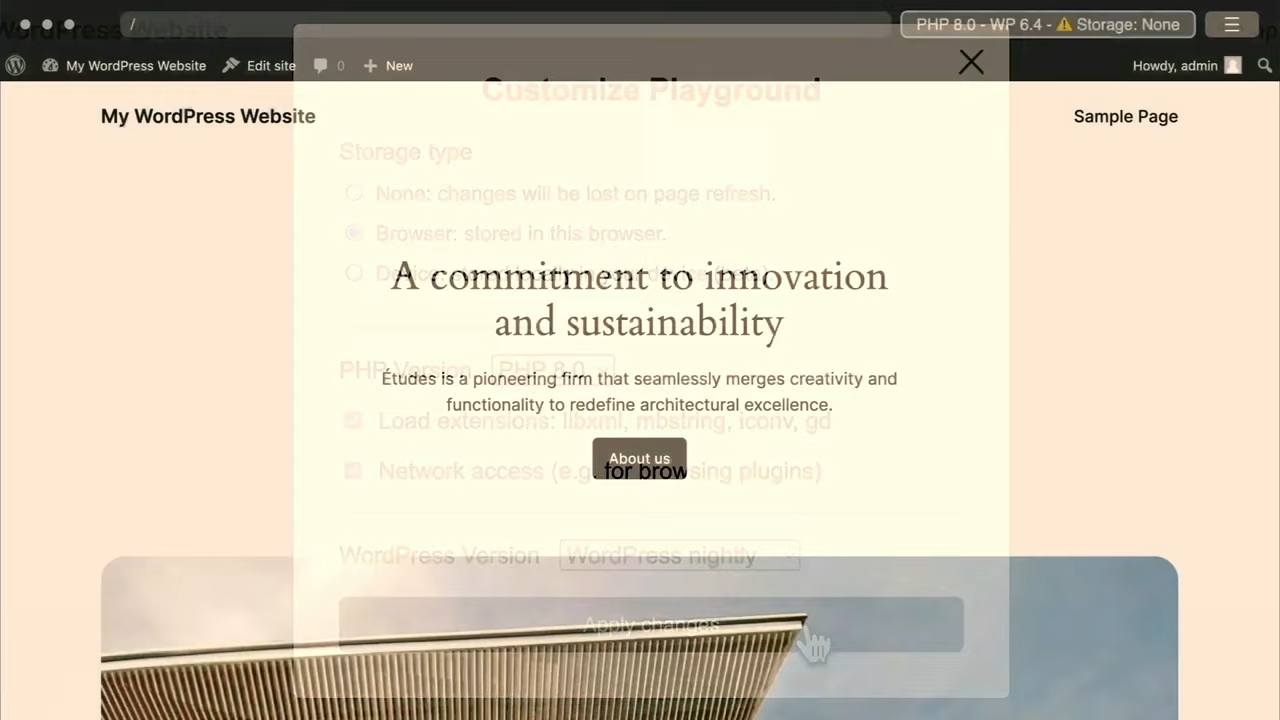 WordPress Website
/
PHP 8.0 - WP 6.4 - ⚠ Storage: None
My WordPress Website
Edit site
0
New
Howdy, admin
Customize Playground
My WordPress Website
Sample Page
Storage type
None: changes will be lost on page refresh.
Browser: stored in this browser.
A commitment to innovation
and sustainability
PHP Version
PHP 8.0
Études is a pioneering firm that seamlessly merges creativity and
functionality to redefine architectural excellence.
Load extensions: libxml, mbstring, iconv, gd
About us
Network access (e.g. for browsing plugins)
WordPress Version
WordPress nightly
Apply changes